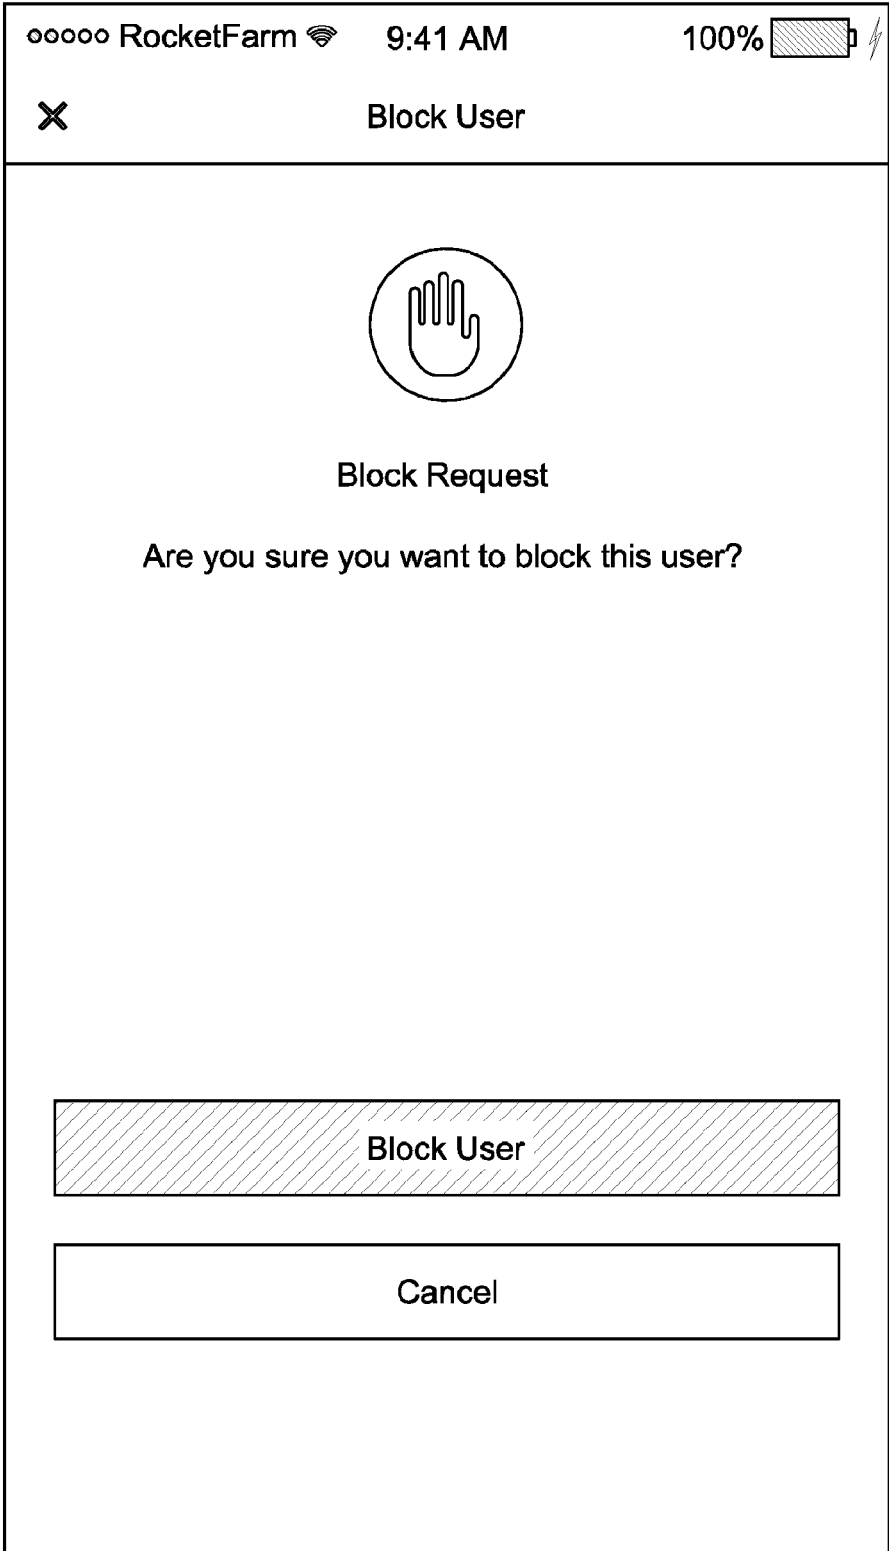 RocketFarm 9:41 AM 100%
Block User
Block Request
Are you sure you want to block this user?
Block User
Cancel